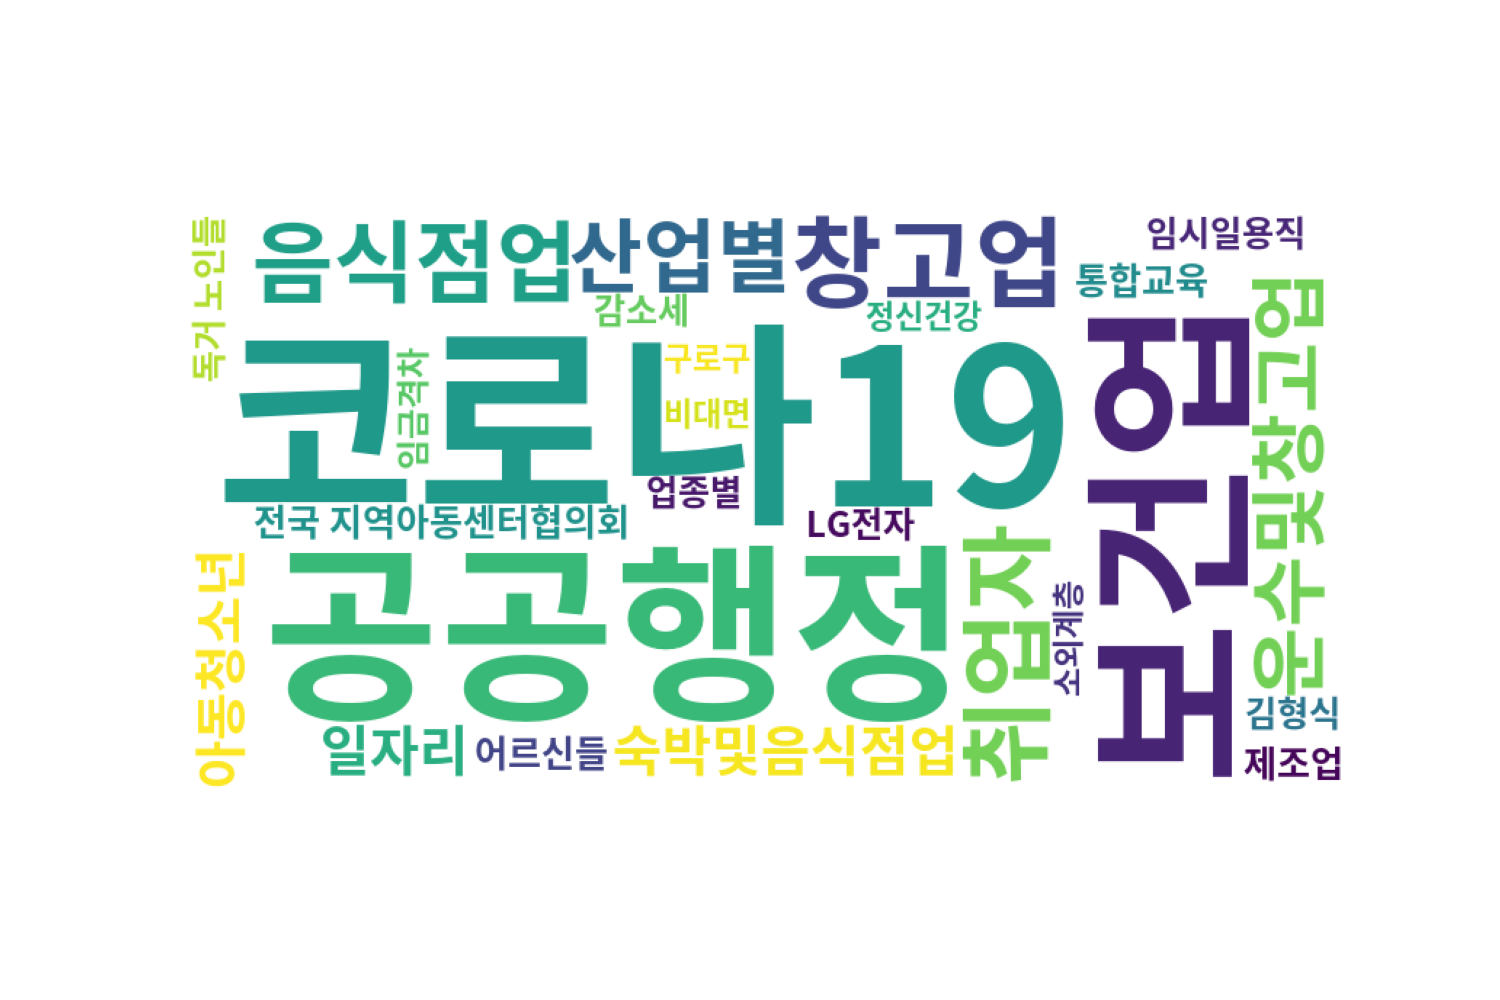 음식점업
산업별
창고업
임시일용직
통합교육
독거 노인들
감소세
정신건강
코로나19
구로구
비대면
임금격차
보건업
운수및창고업
업종별
전국 지역아동센터협의회
LG전자
아동청소년
공공행정
취업자
소외계층
김형식
일자리
어르신들
숙박및음식점업
제조업